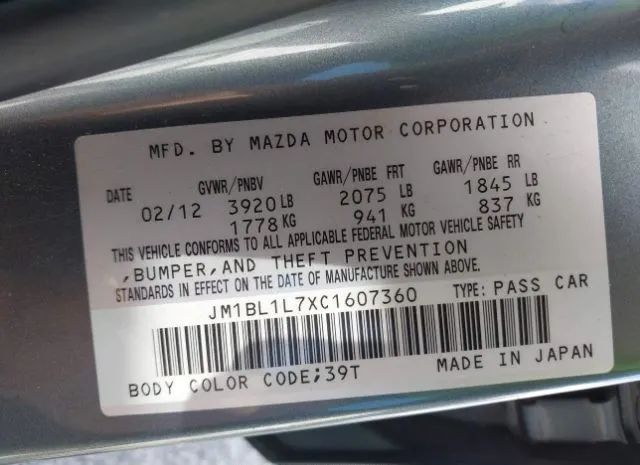 MFD. BY MAZDA MOTOR CORPORATION
DATE GVWR/PNBV GAWR/PNBE FRT GAWR/PNBE RR
02/12 3920 LB 2075 LB 1845 LB
1778 KG 941 KG 837 KG
THIS VEHICLE CONFORMS TO ALL APPLICABLE FEDERAL MOTOR VEHICLE SAFETY
,BUMPER,AND THEFT PREVENTION
STANDARDS IN EFFECT ON THE DATE OF MANUFACTURE SHOWN ABOVE.
JM1BL1L7XC1607360 TYPE: PASS CAR
BODY COLOR CODE;39T MADE IN JAPAN